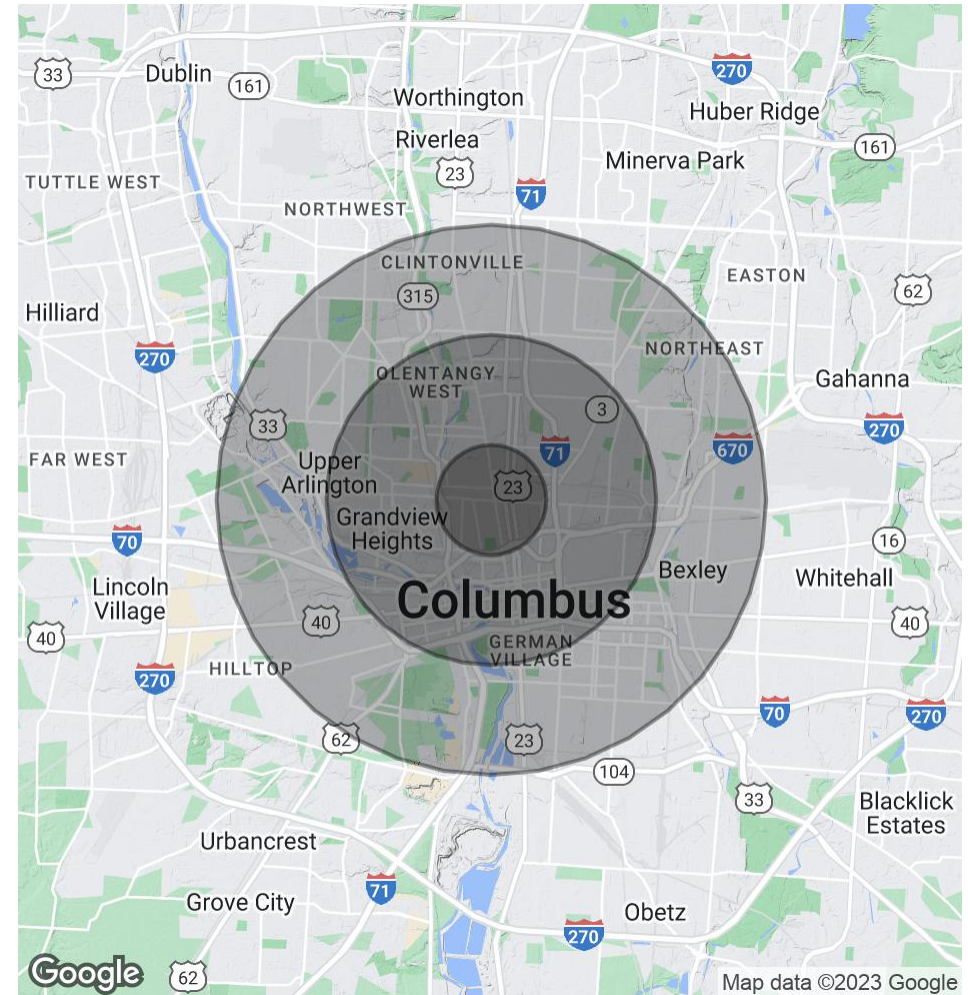 33
Dublin
161
270
Worthington
Huber Ridge
Riverlea
161
Minerva Park
23
TUTTLE WEST
71
NORTHWEST
CLINTONVILLE
EASTON
315
62
Hilliard
270
NORTHEAST
OLENTANGY
WEST
Gahanna
3
33
270
71
670
FAR WEST
Upper
Arlington
23
Grandview
Heights
70
16
Bexley
Whitehall
Lincoln
Village
Columbus
40
40
40
GERMAN
VILLAGE
HILLTOP
270
70
270
62
23
104
33
Blacklick
Estates
Urbancrest
71
Grove City
Obetz
270
Google
62
Map data ©2023 Google